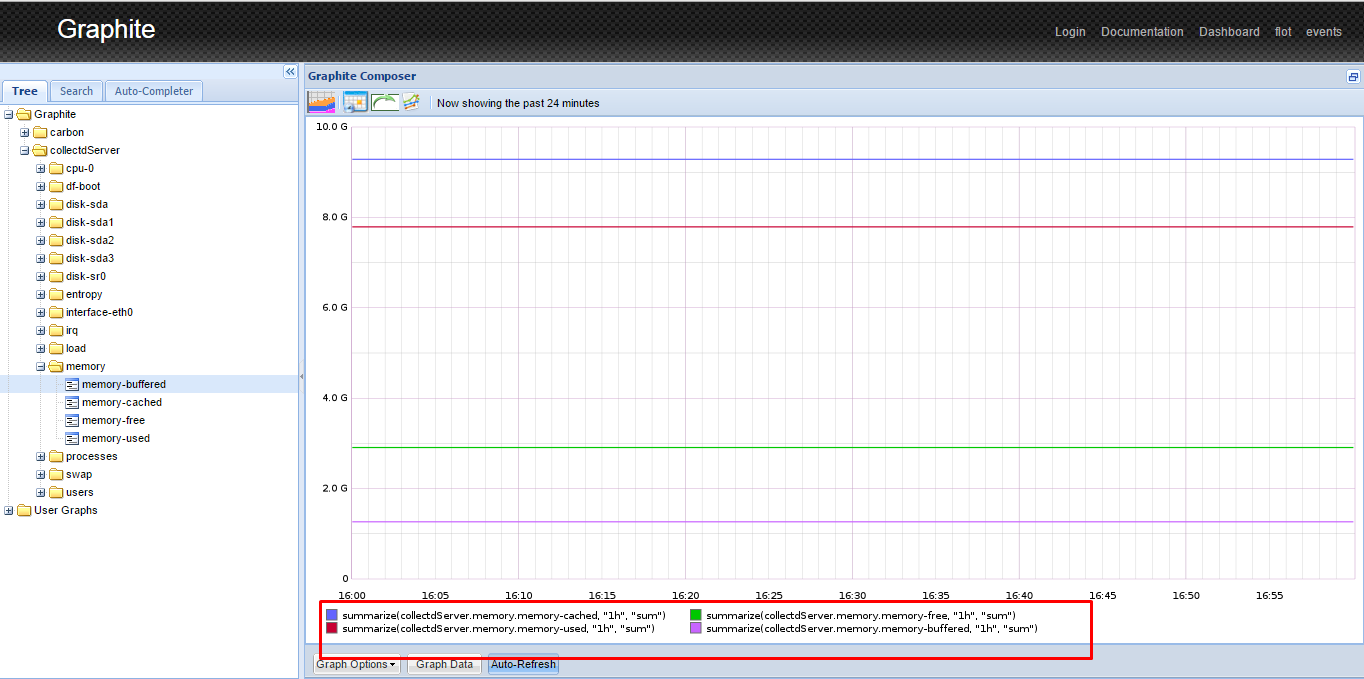 Graphite
Login Documentation Dashboard flot events
Tree Search Auto-Completer
Graphite
carbon
collectdServer
cpu-0
df-boot
disk-sda
disk-sda1
disk-sda2
disk-sda3
disk-sr0
entropy
interface-eth0
irq
load
memory
memory-buffered
memory-cached
memory-free
memory-used
processes
swap
users
User Graphs
Graphite Composer
Now showing the past 24 minutes
10.0 G
8.0 G
6.0 G
4.0 G
2.0 G
0
16:00 16:05 16:10 16:15 16:20 16:25 16:30 16:35 16:40 16:45 16:50 16:55
summarize(collectdServer.memory.memory-cached, "1h", "sum") summarize(collectdServer.memory.memory-free, "1h", "sum")
summarize(collectdServer.memory.memory-used, "1h", "sum") summarize(collectdServer.memory.memory-buffered, "1h", "sum")
Graph Options Graph Data Auto-Refresh